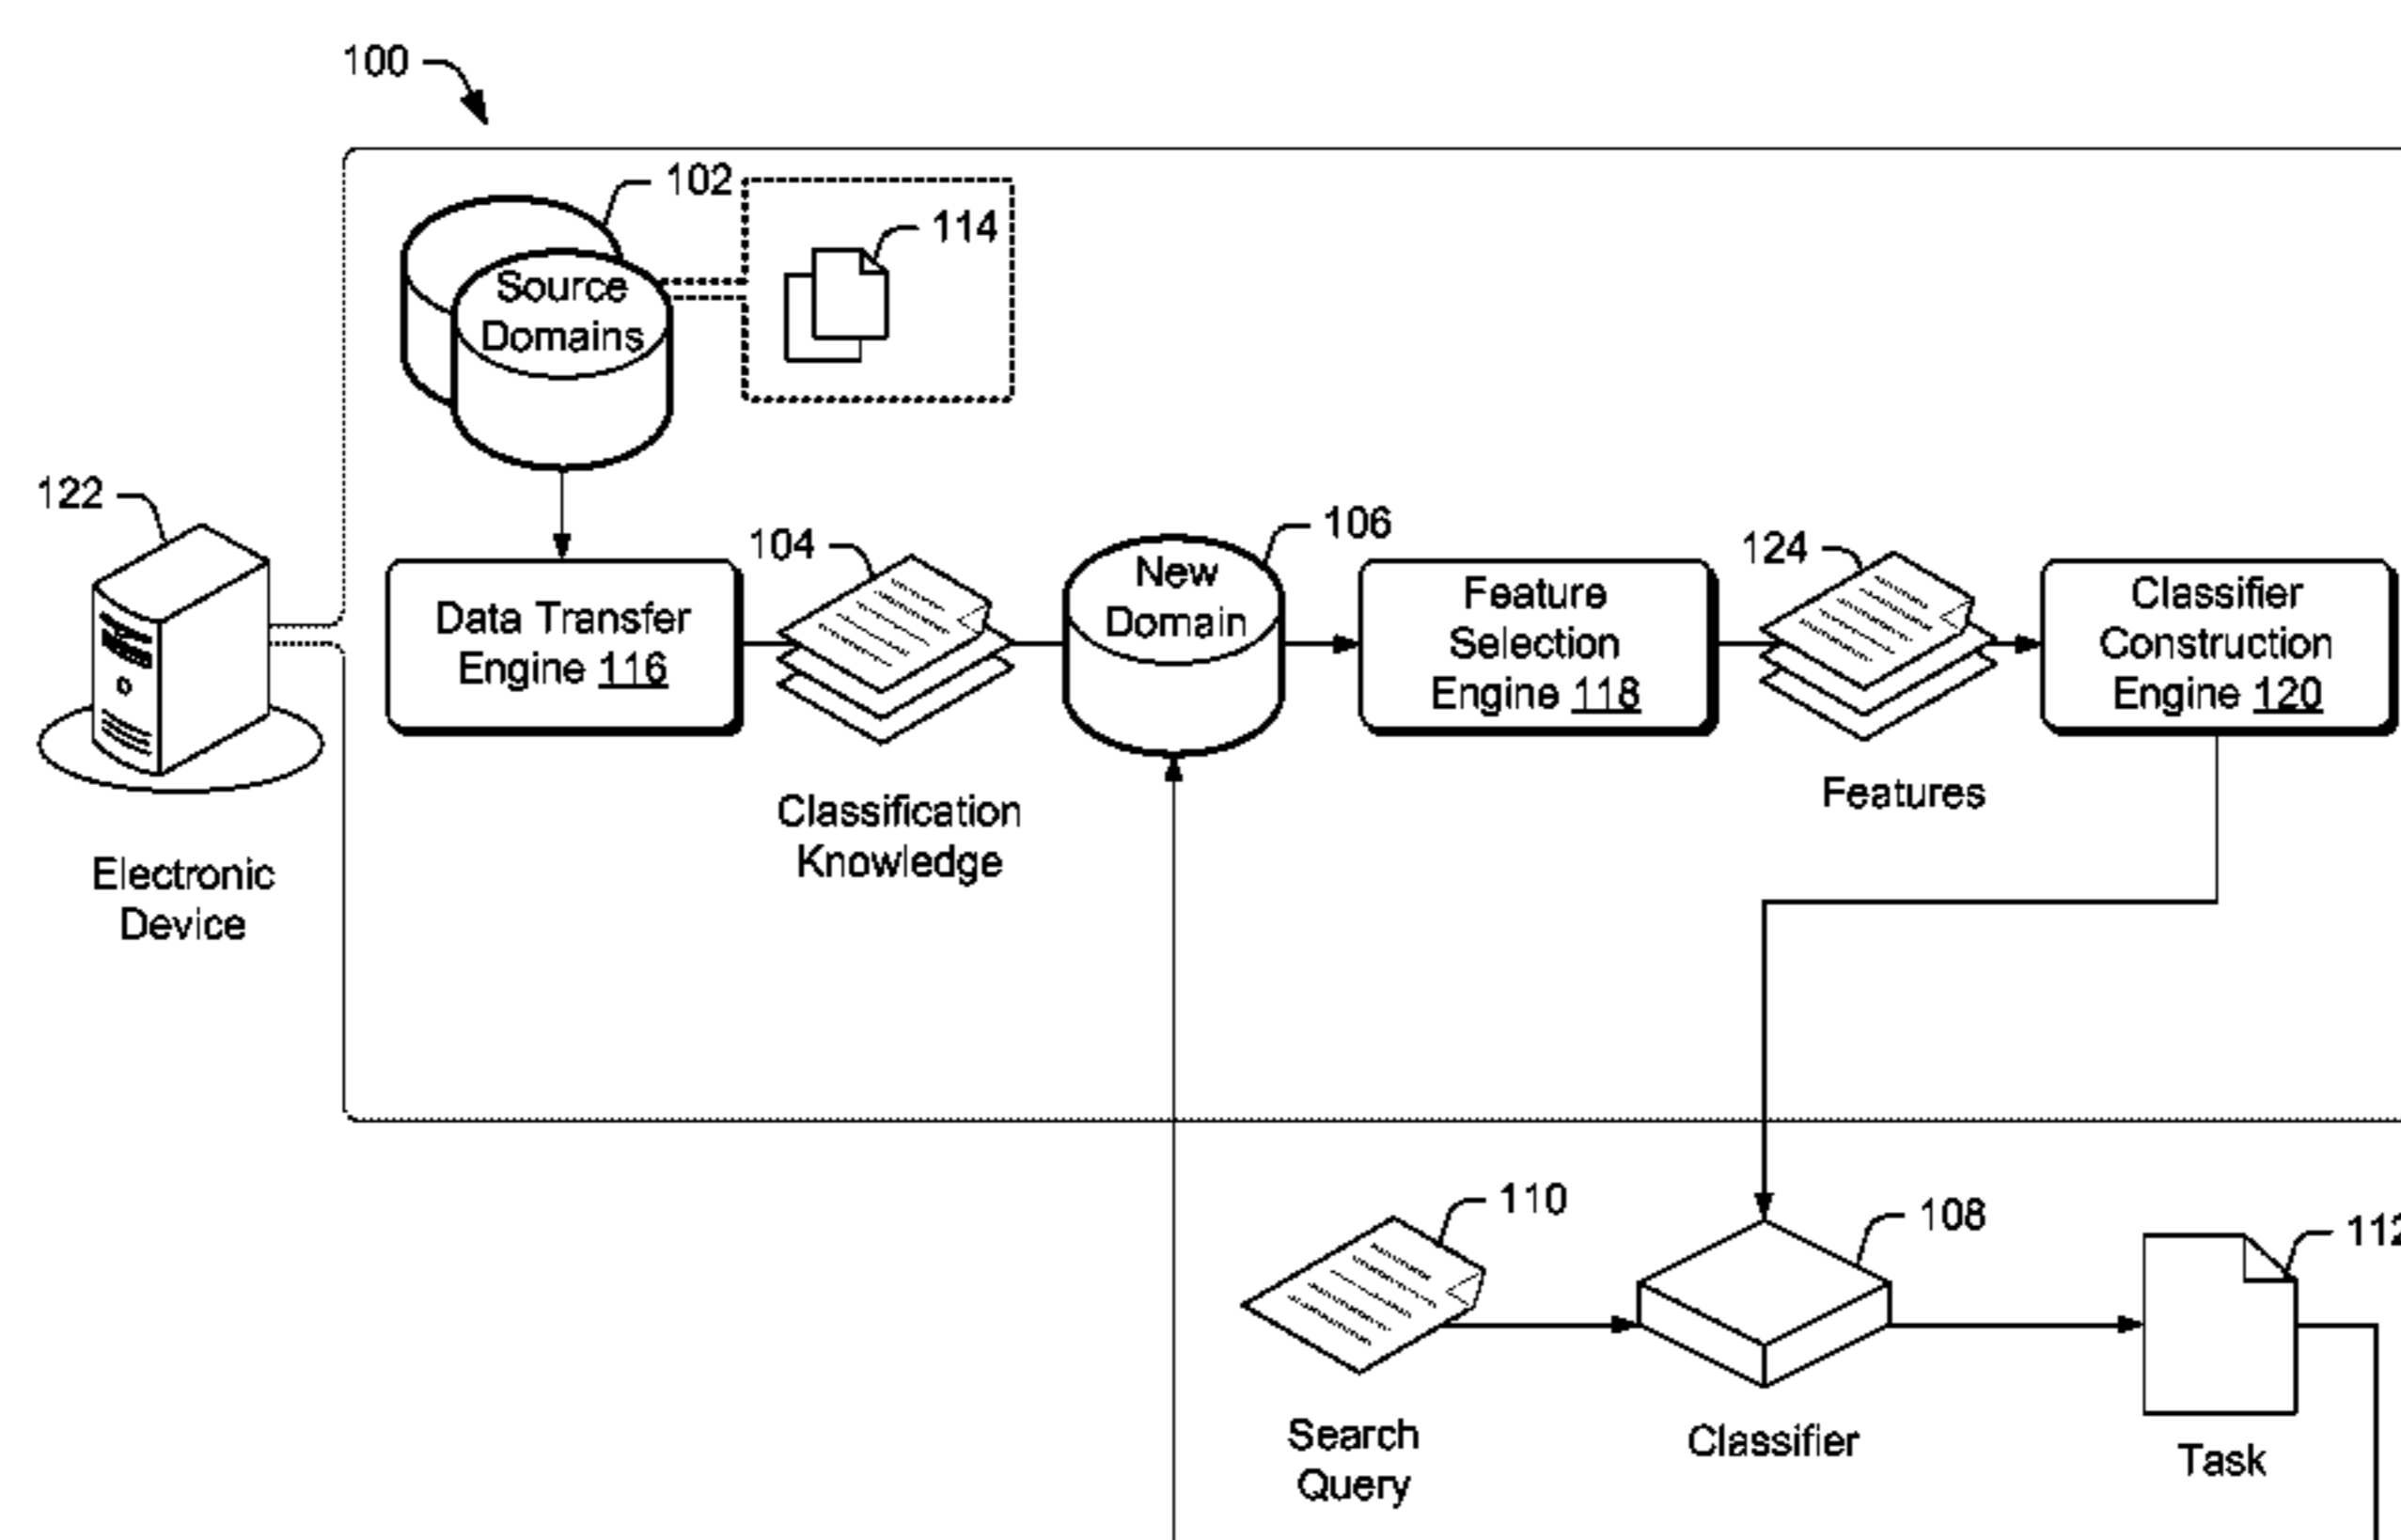 100
102
114
Source
Domains
122
104
106
124
New
Domain
Data Transfer
Engine 116
Feature
Selection
Engine 118
Classifier
Construction
Engine 120
Classification
Knowledge
Features
Electronic
Device
110
108
112
Search
Query
Classifier
Task